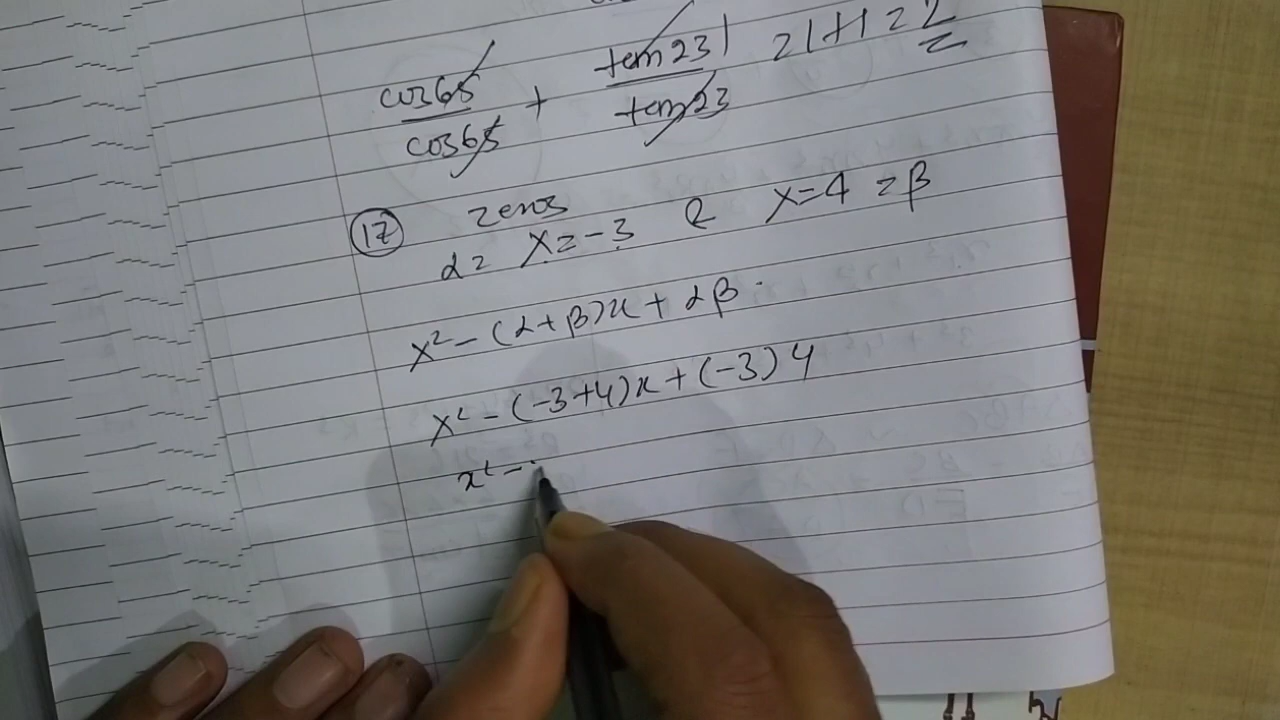 cos65/cos65 + tan23/tan23 = 1+1 = 2
(17) zeros
α = x = -3 & x = 4 = β
x² - (α+β)x + αβ.
x² - (-3+4)x + (-3)4
x² -